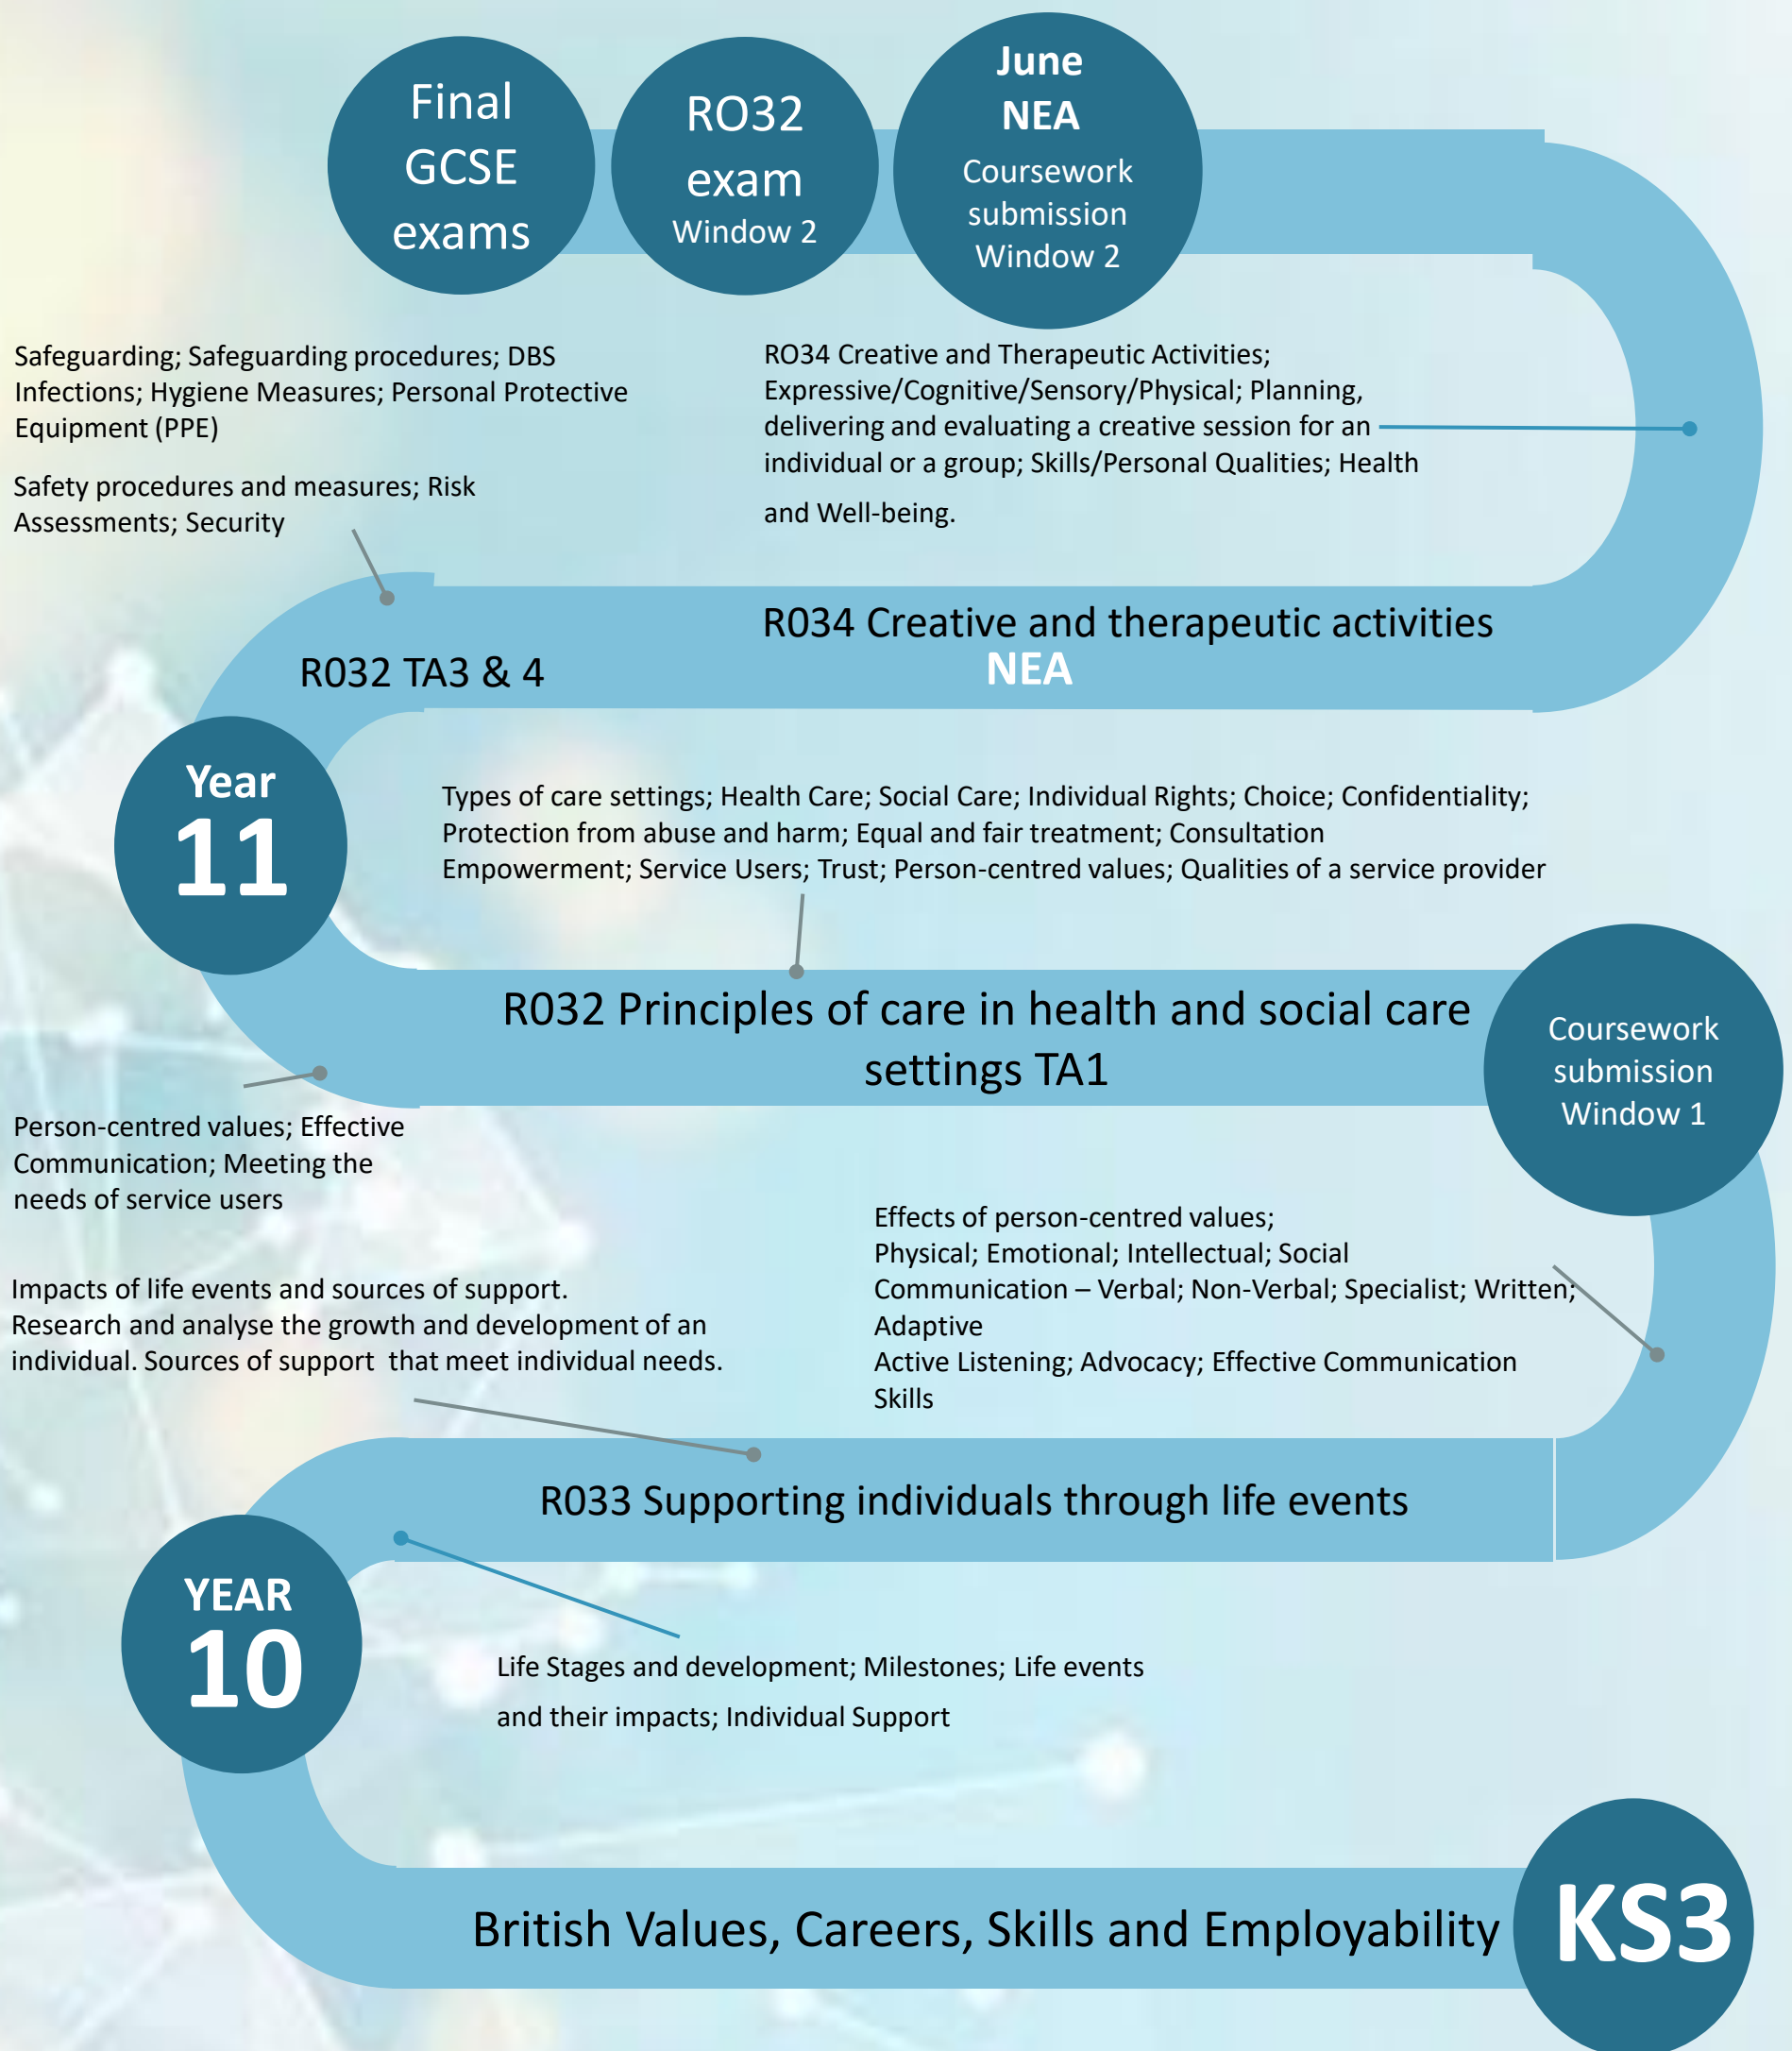 Final
GCSE
exams
RO32
exam
Window 2
June
NEA
Coursework
submission
Window 2
Safeguarding; Safeguarding procedures; DBS
Infections; Hygiene Measures; Personal Protective
Equipment (PPE)
Safety procedures and measures; Risk
Assessments; Security
RO34 Creative and Therapeutic Activities;
Expressive/Cognitive/Sensory/Physical; Planning,
delivering and evaluating a creative session for an
individual or a group; Skills/Personal Qualities; Health
and Well-being.
R034 Creative and therapeutic activities
NEA
R032 TA3 & 4
Year
11
Types of care settings; Health Care; Social Care; Individual Rights; Choice; Confidentiality;
Protection from abuse and harm; Equal and fair treatment; Consultation
Empowerment; Service Users; Trust; Person-centred values; Qualities of a service provider
R032 Principles of care in health and social care
settings TA1
Coursework
submission
Window 1
Person-centred values; Effective
Communication; Meeting the
needs of service users
Effects of person-centred values;
Physical; Emotional; Intellectual; Social
Communication – Verbal; Non-Verbal; Specialist; Written;
Adaptive
Active Listening; Advocacy; Effective Communication
Skills
Impacts of life events and sources of support.
Research and analyse the growth and development of an
individual. Sources of support that meet individual needs.
R033 Supporting individuals through life events
YEAR
10
Life Stages and development; Milestones; Life events
and their impacts; Individual Support
British Values, Careers, Skills and Employability
KS3